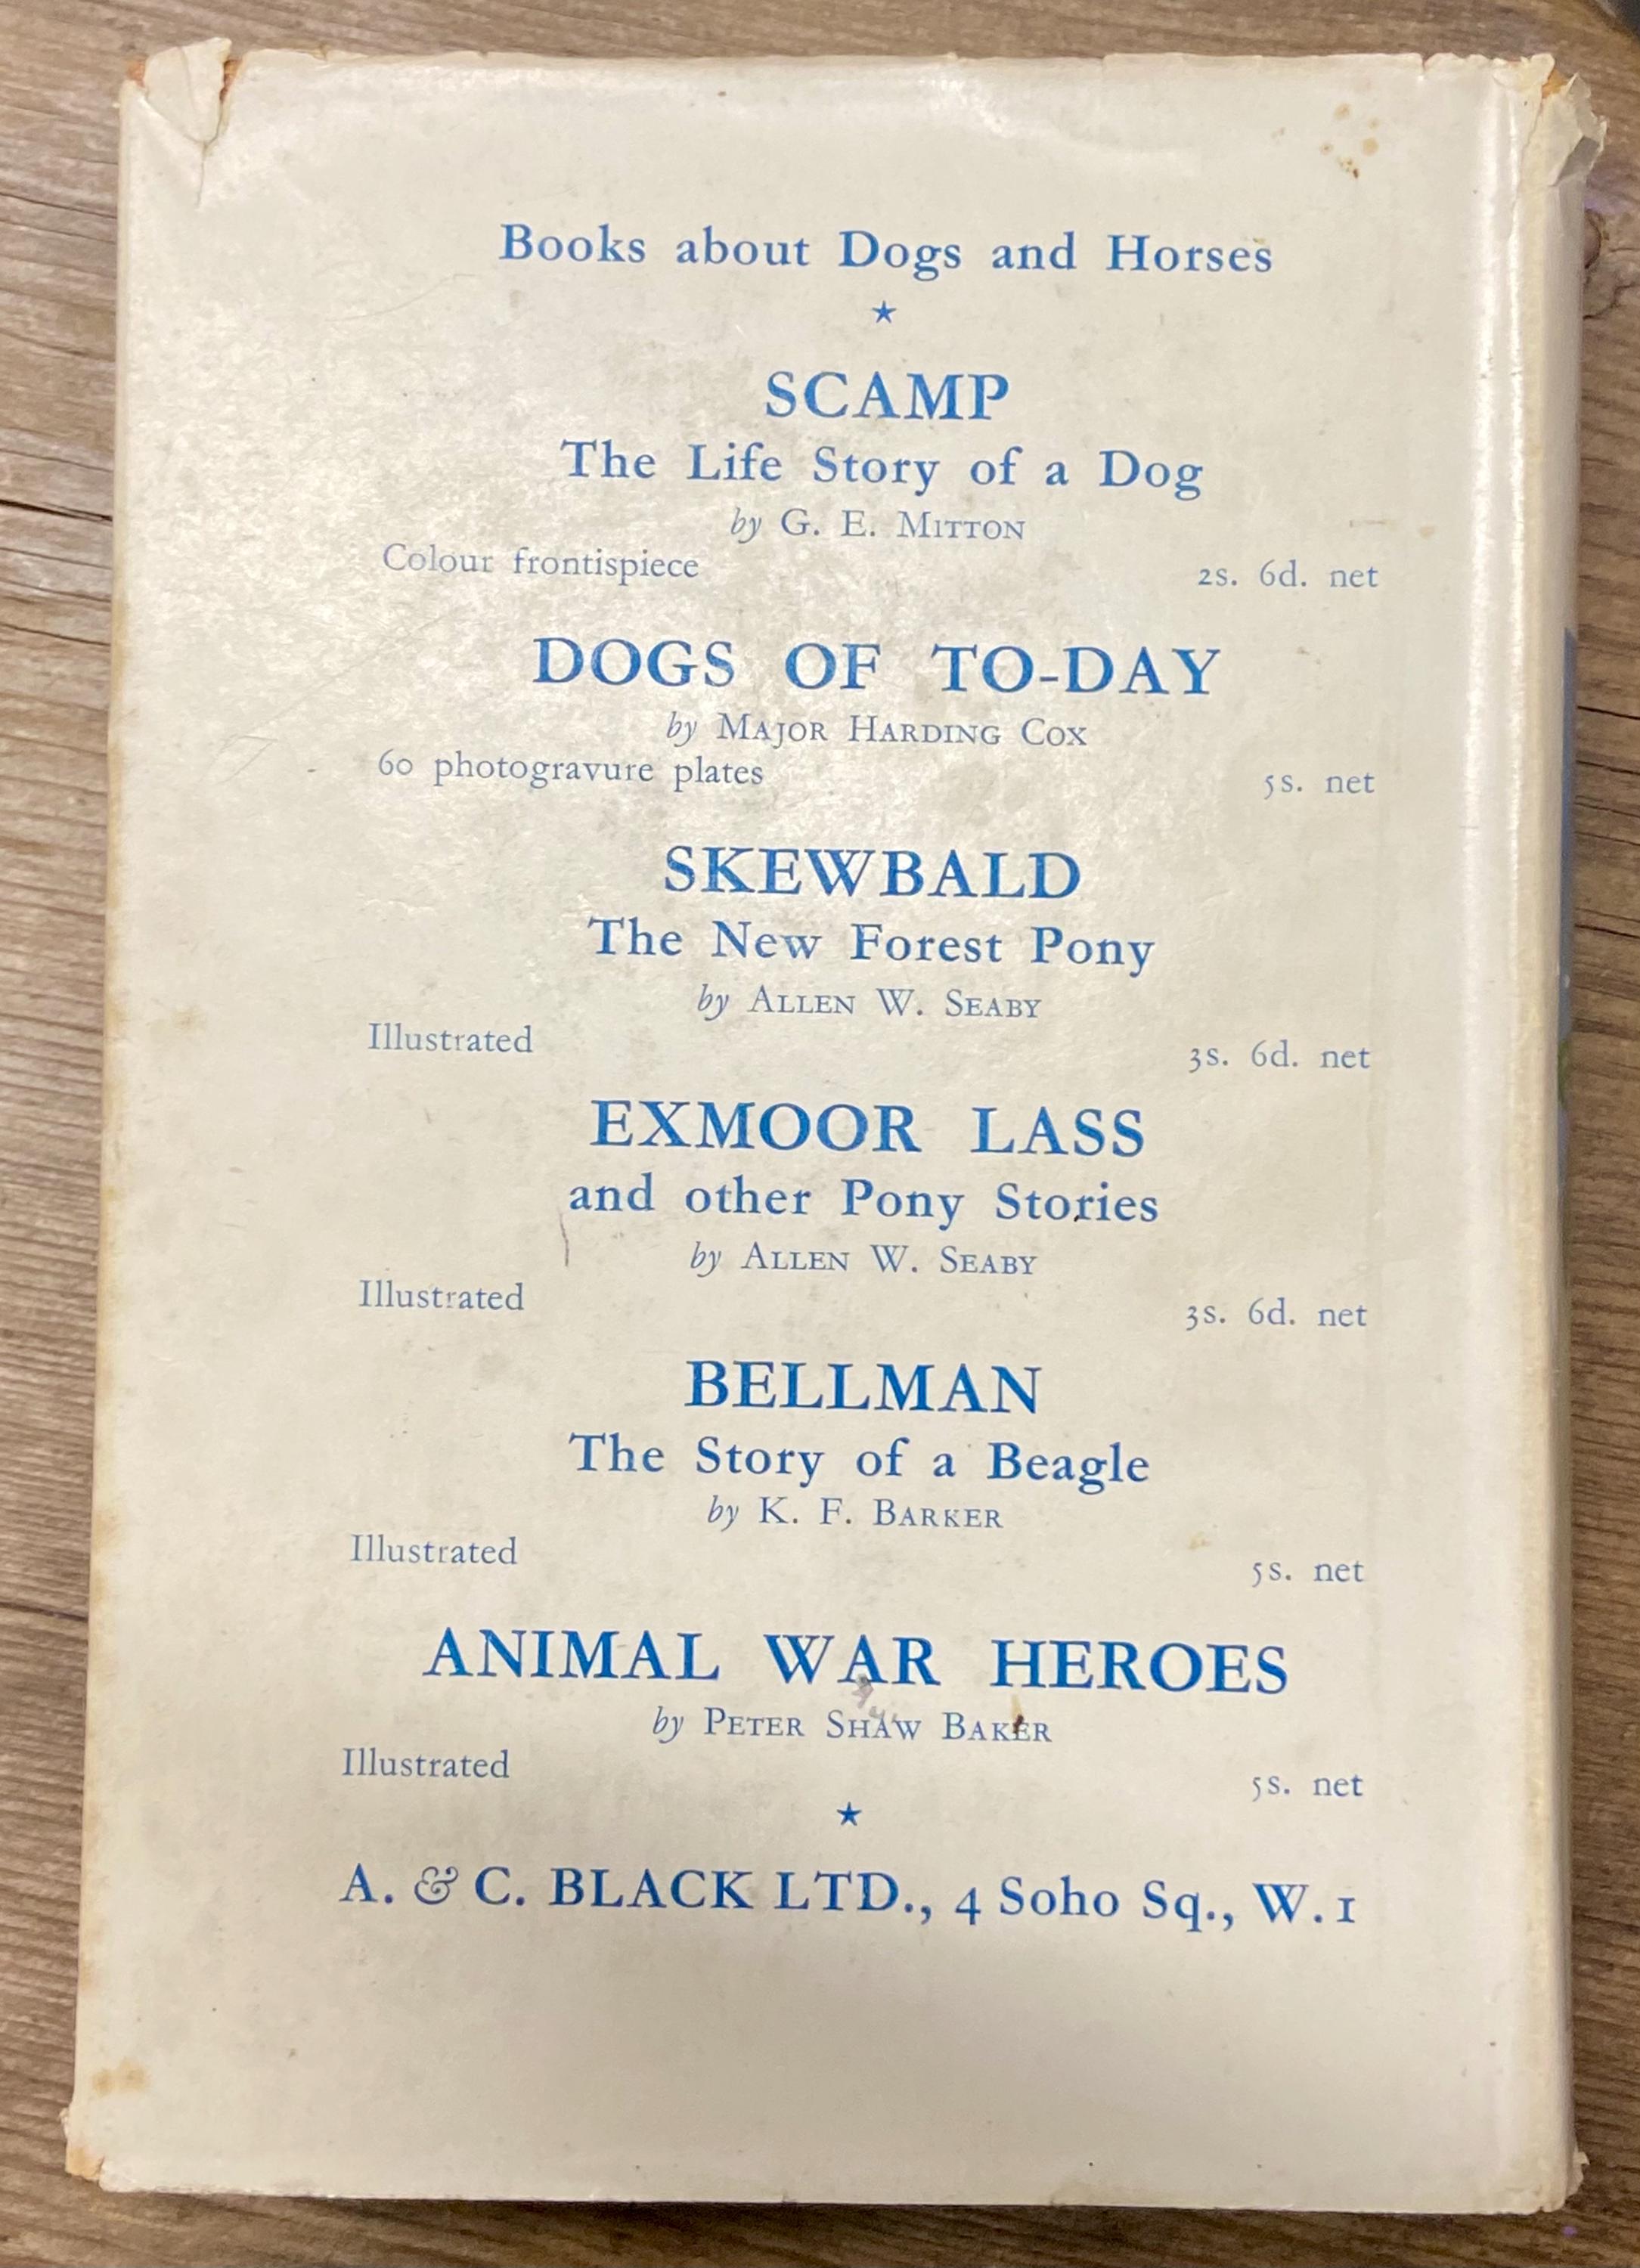 Books about Dogs and Horses
★
SCAMP
The Life Story of a Dog
by G. E. MITTON
Colour frontispiece 2s. 6d. net
DOGS OF TO-DAY
by MAJOR HARDING COX
60 photogravure plates 5s. net
SKEWBALD
The New Forest Pony
by ALLEN W. SEABY
Illustrated 3s. 6d. net
EXMOOR LASS
and other Pony Stories
by ALLEN W. SEABY
Illustrated 3s. 6d. net
BELLMAN
The Story of a Beagle
by K. F. BARKER
Illustrated 5s. net
ANIMAL WAR HEROES
by PETER SHAW BAKER
Illustrated 5s. net
★
A. & C. BLACK LTD., 4 Soho Sq., W.1